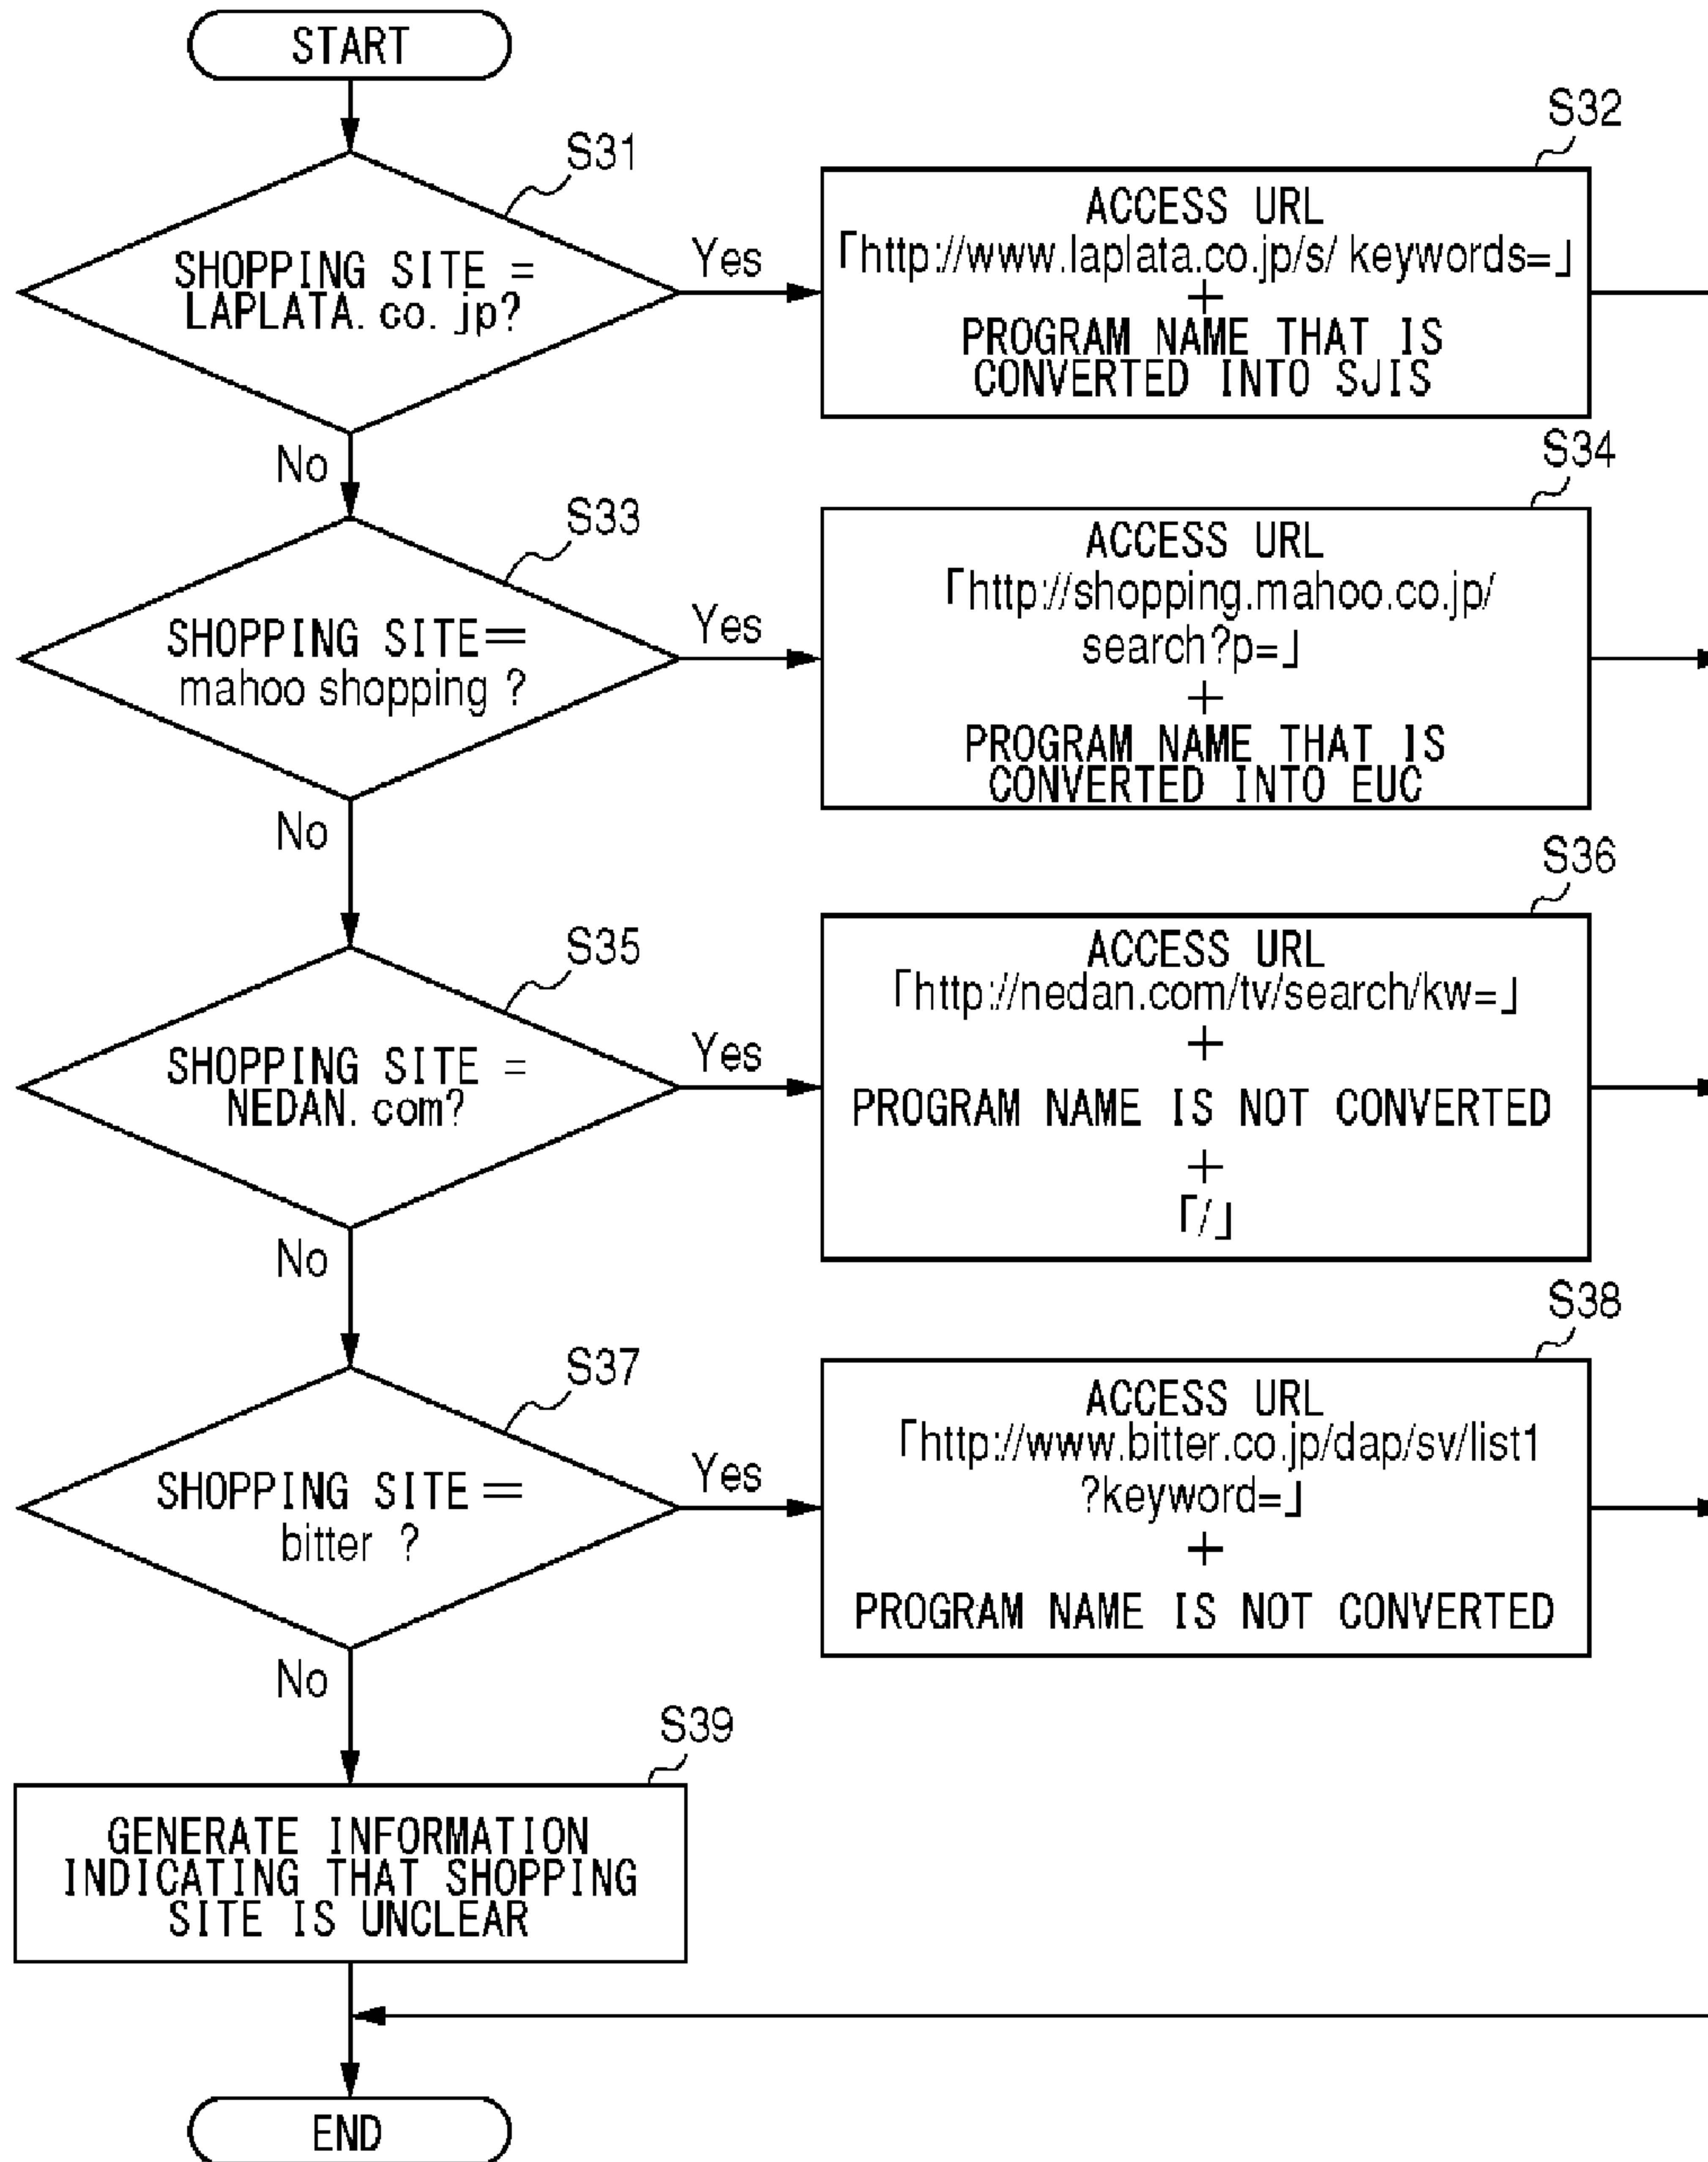 START
S31
SHOPPING SITE =
LAPLATA.co.jp?
Yes
No
S32
ACCESS URL
「http://www.laplata.co.jp/s/ keywords=」
+
PROGRAM NAME THAT IS
CONVERTED INTO SJIS
S33
SHOPPING SITE＝
mahoo shopping ?
Yes
No
S34
ACCESS URL
「http://shopping.mahoo.co.jp/
search?p=」
+
PROGRAM NAME THAT IS
CONVERTED INTO EUC
S35
SHOPPING SITE =
NEDAN.com?
Yes
No
S36
ACCESS URL
「http://nedan.com/tv/search/kw=」
+
PROGRAM NAME IS NOT CONVERTED
+
「/」
S37
SHOPPING SITE＝
bitter ?
Yes
No
S38
ACCESS URL
「http://www.bitter.co.jp/dap/sv/list1
?keyword=」
+
PROGRAM NAME IS NOT CONVERTED
S39
GENERATE INFORMATION
INDICATING THAT SHOPPING
SITE IS UNCLEAR
END